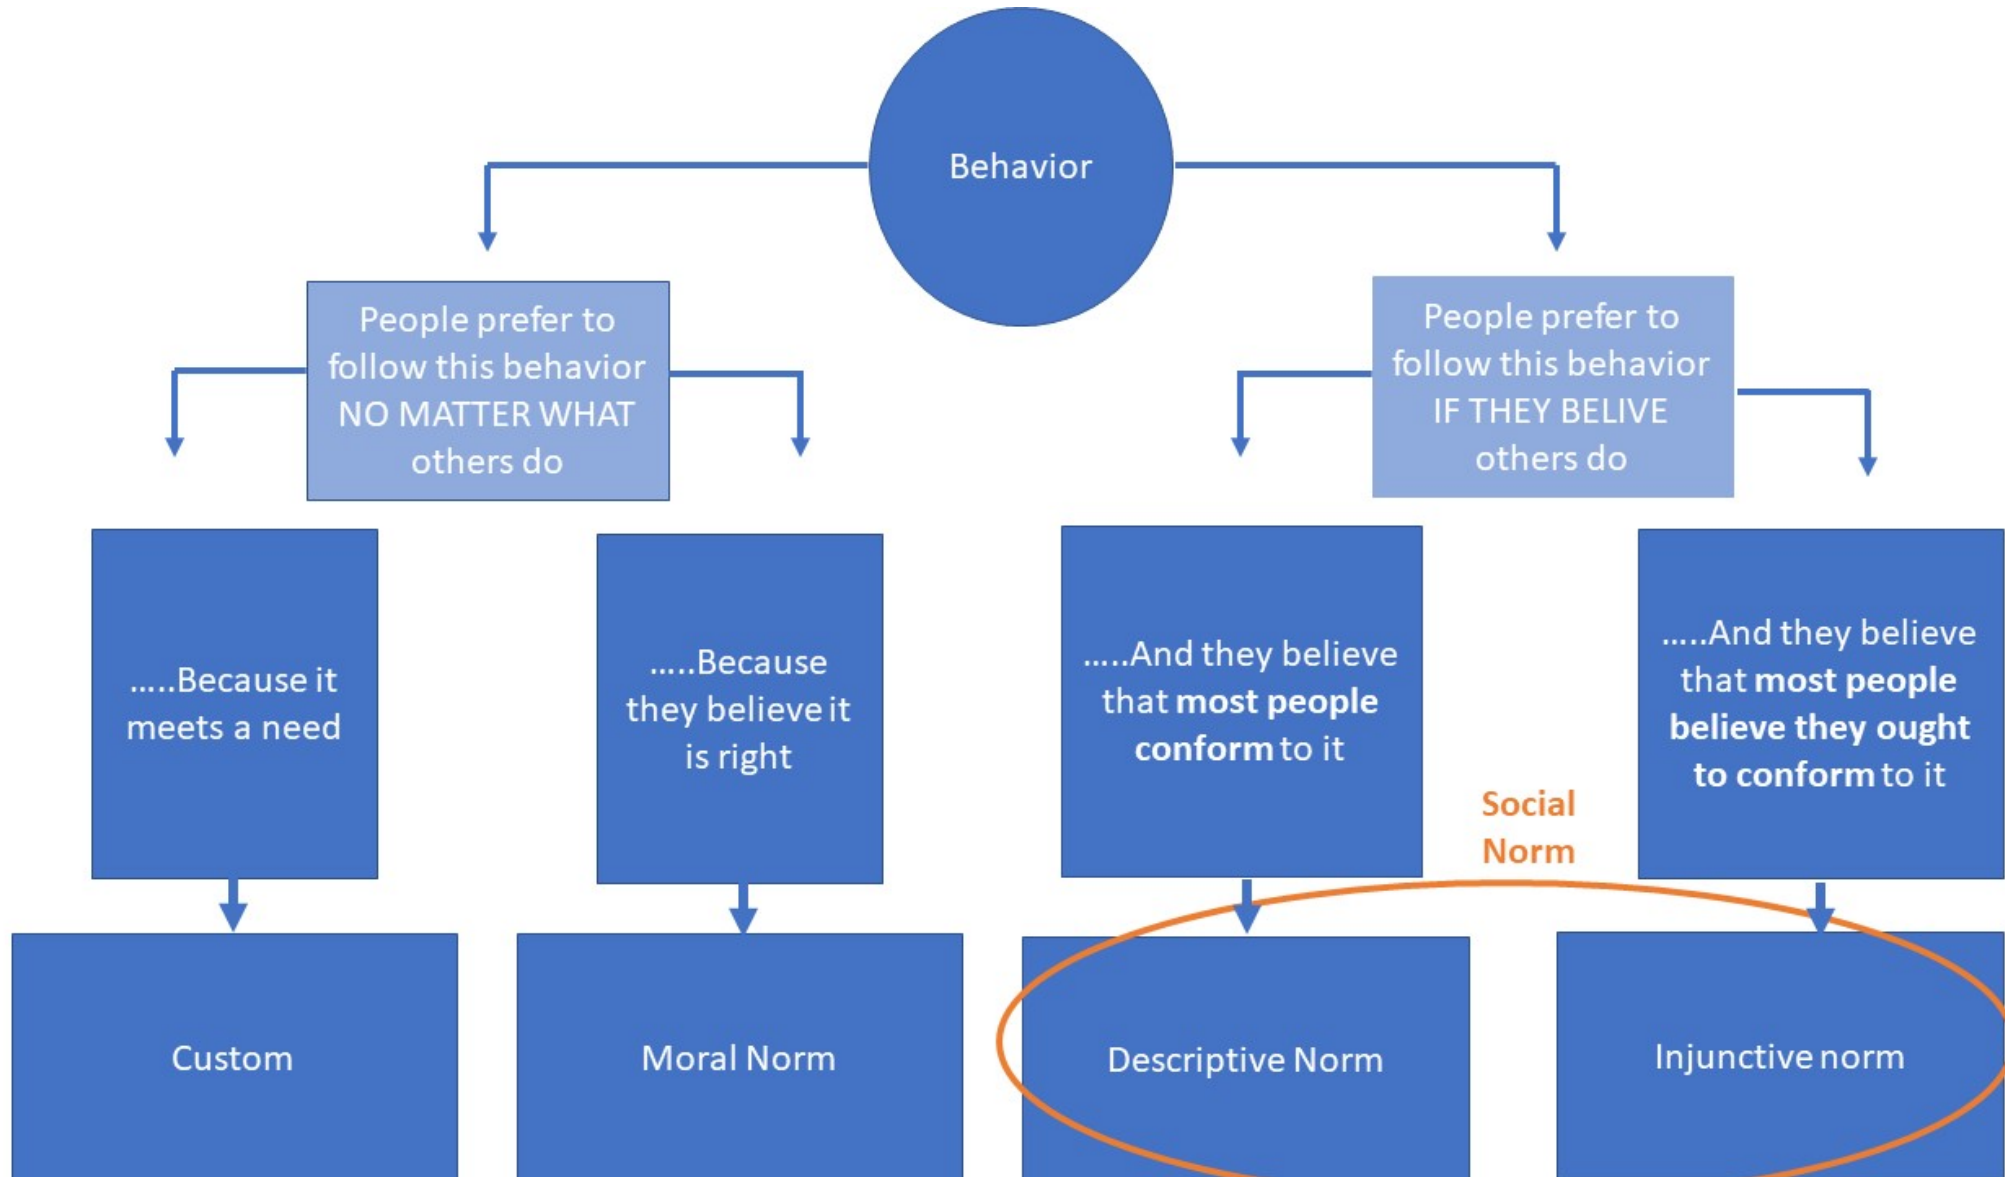 Behavior
People prefer to
follow this behavior
NO MATTER WHAT
others do
People prefer to
follow this behavior
IF THEY BELIVE
others do
.....Because it
meets a need
.....Because
they believe it
is right
.....And they believe
that most people
conform to it
.....And they believe
that most people
believe they ought
to conform to it
Social
Norm
Custom
Moral Norm
Descriptive Norm
Injunctive norm